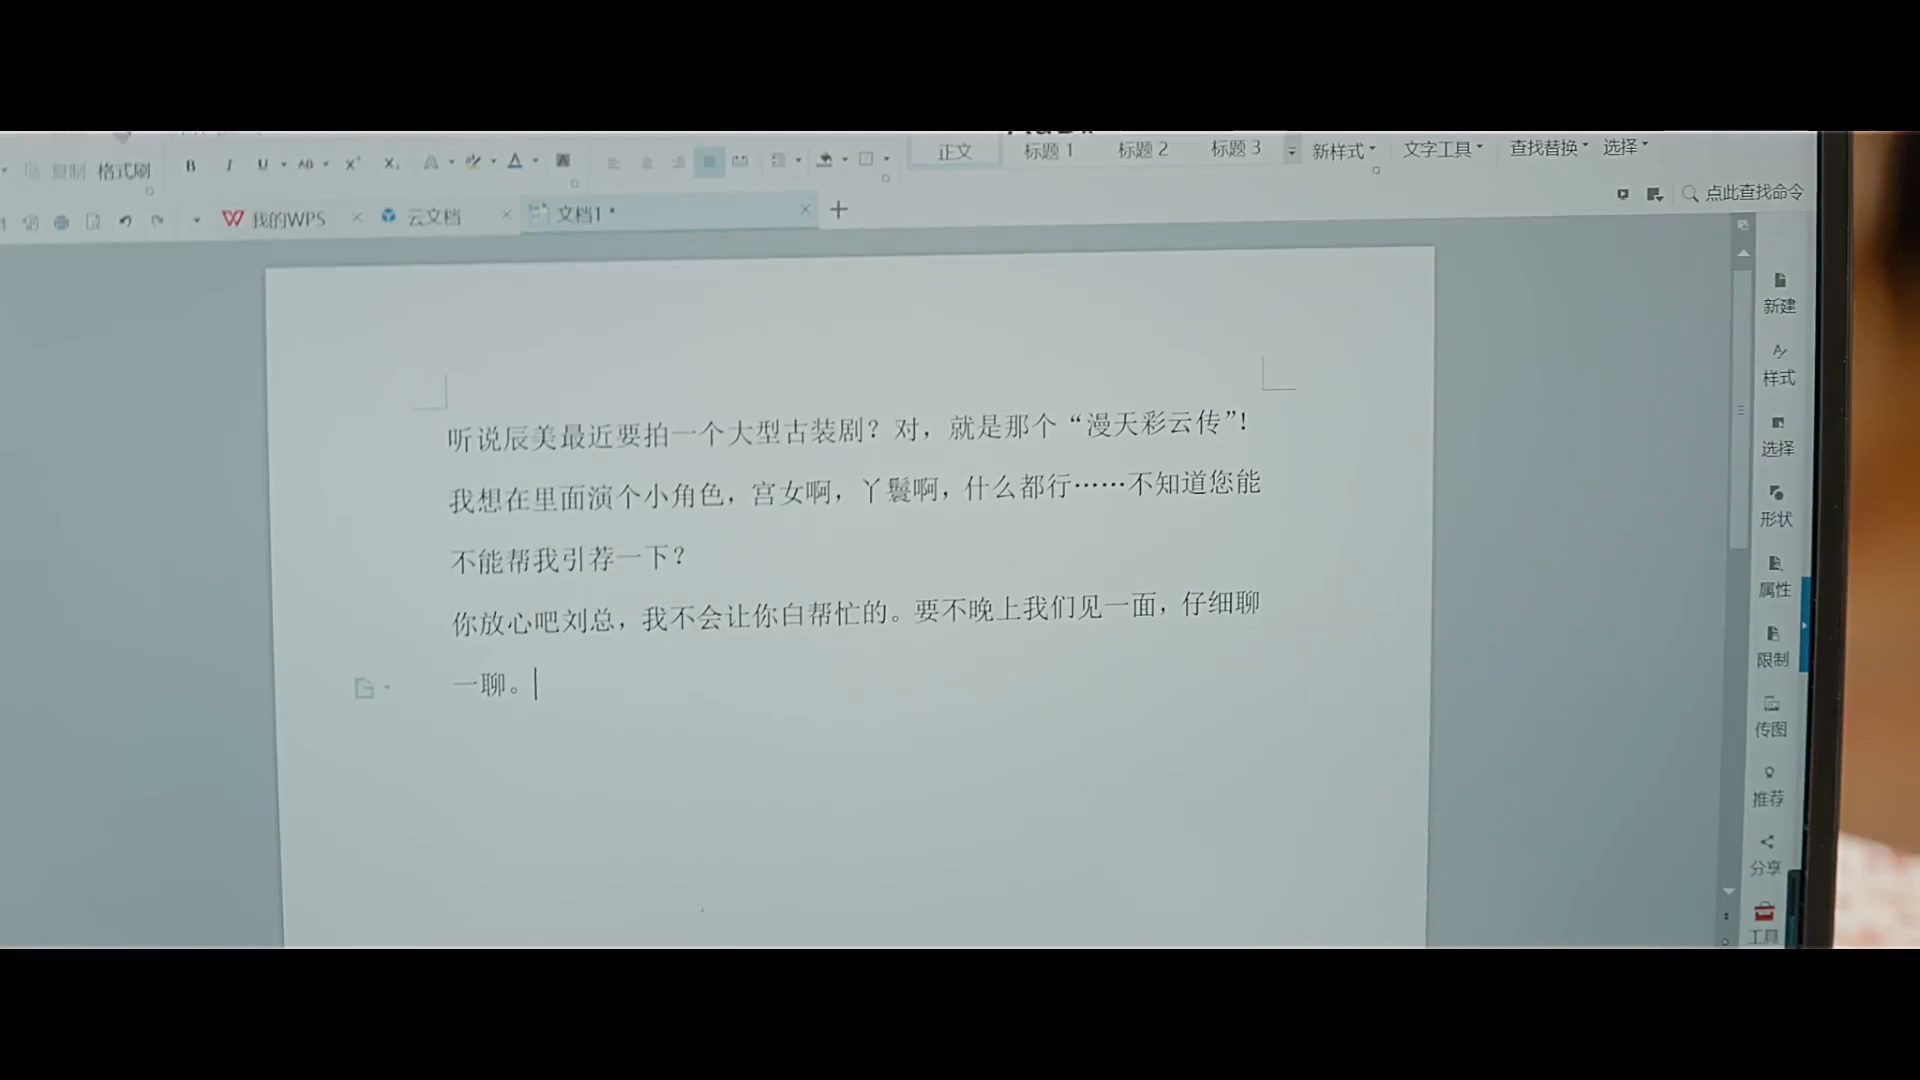 复制 格式刷 B I U AB X² X₂ A A A 正文 标题 1 标题 2 标题 3 新样式 文字工具 查找替换 选择
我的WPS × 云文档 × 文档1 * × + 点此查找命令
听说辰美最近要拍一个大型古装剧？对，就是那个“漫天彩云传”！
我想在里面演个小角色，宫女啊，丫鬟啊，什么都行……不知道您能
不能帮我引荐一下？
你放心吧刘总，我不会让你白帮忙的。要不晚上我们见一面，仔细聊
一聊。
新建
样式
选择
形状
属性
限制
传图
推荐
分享
工具